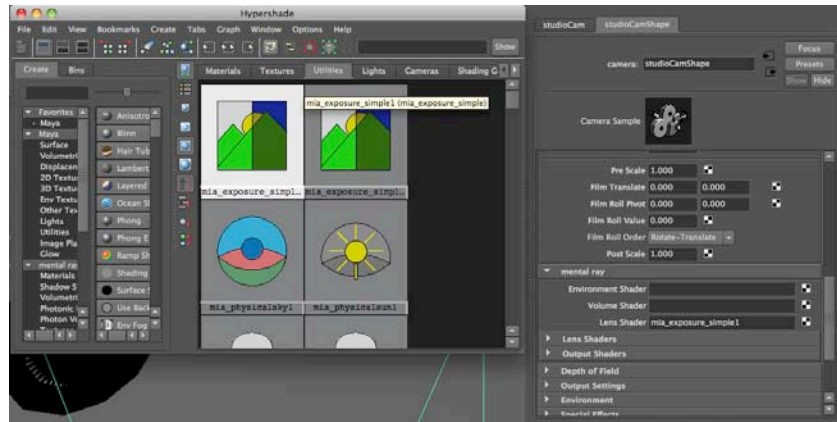 Hypershade
File Edit View Bookmarks Create Tabs Graph Window Options Help
Show
Create Bins
Materials Textures Utilities Lights Cameras Shading G
mia_exposure_simple1 (mia_exposure_simple)
Favorites
Maya
Maya
Surface
Volumetri
Displacen
2D Textu
3D Textu
Env Textu
Other Tex
Lights
Utilities
Image Pla
Glow
mental ray
Materials
Shadow S
Volumetri
Photonic
Photon Vo
Anisotro
Blinn
Hair Tub
Lambert
Layered
Ocean S
Phong
Phong E
Ramp Sh
Shading
Surface
Use Back
Env Fog
mia_exposure_simpl... mia_exposure_simpl...
mia_physicalsky1 mia_physicalsun1
studioCam studioCamShape
camera: studioCamShape
Focus
Presets
Show Hide
Camera Sample
Pre Scale 1.000
Film Translate 0.000 0.000
Film Roll Pivot 0.000 0.000
Film Roll Value 0.000
Film Roll Order Rotate-Translate
Post Scale 1.000
mental ray
Environment Shader
Volume Shader
Lens Shader mia_exposure_simple1
Lens Shaders
Output Shaders
Depth of Field
Output Settings
Environment
Special Effects